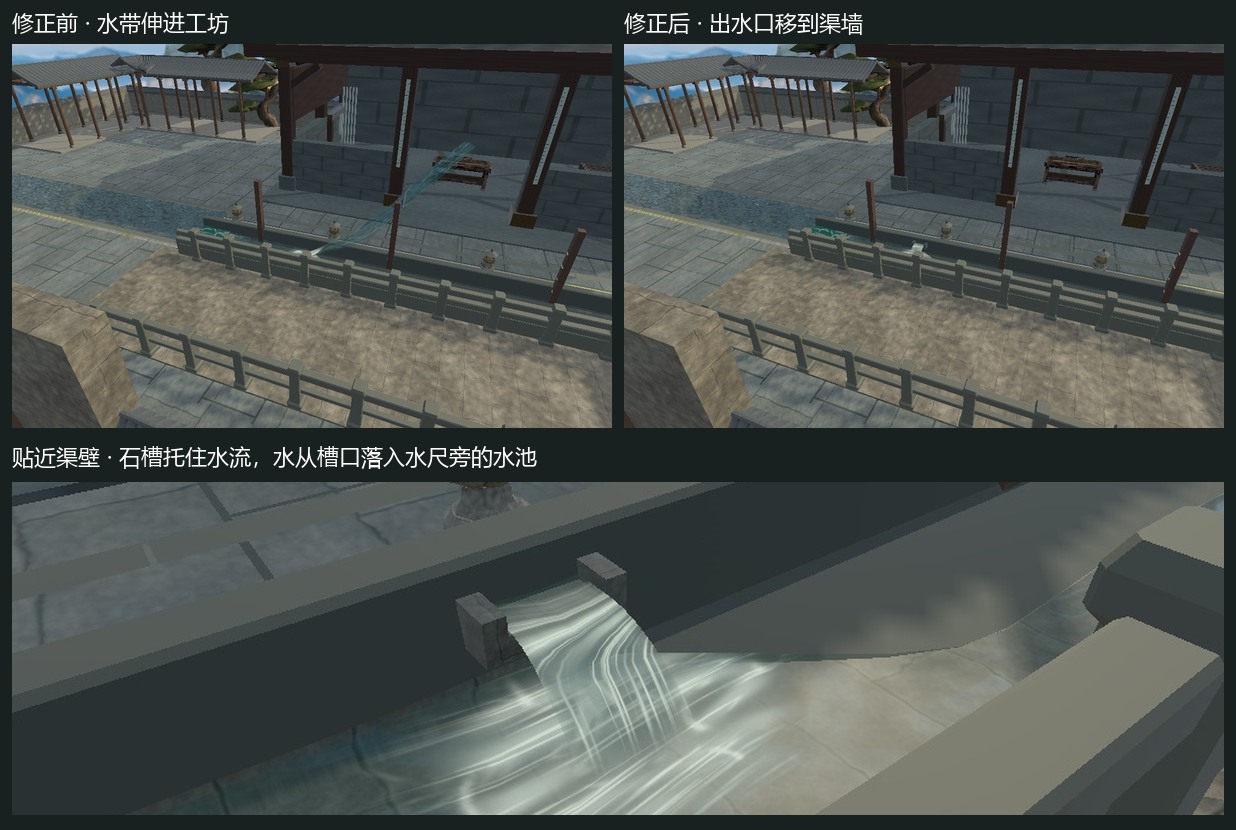 修正前 · 水带伸进工坊
修正后 · 出水口移到渠墙
贴近渠壁 · 石槽托住水流，水从槽口落入水尺旁的水池